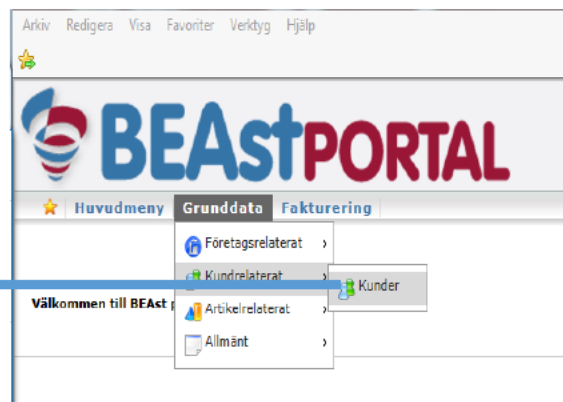 Arkiv Redigera Visa Favoriter Verktyg Hjälp
BEAstPORTAL
Huvudmeny Grunddata Fakturering
Företagsrelaterat
Kundrelaterat
Kunder
Välkommen till BEAst
Artikelrelaterat
Allmänt